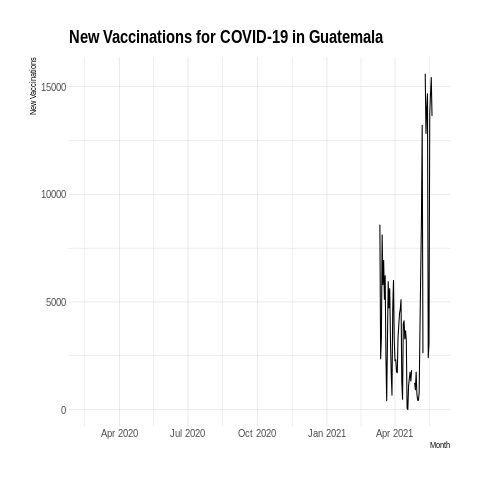 New Vaccinations for COVID-19 in Guatemala
New Vaccinations
15000
10000
5000
0
Apr 2020 Jul 2020 Oct 2020 Jan 2021 Apr 2021
Month